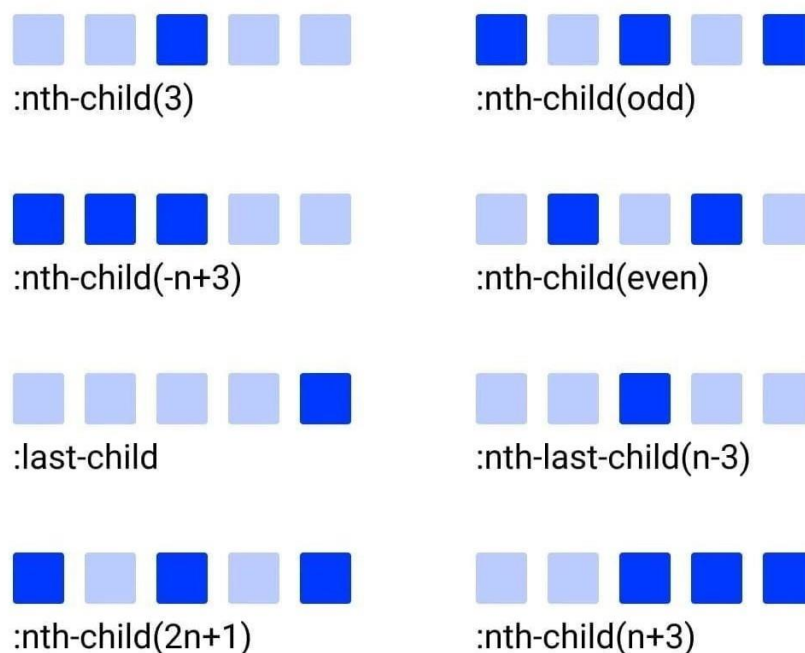 :nth-child(3)
:nth-child(odd)
:nth-child(-n+3)
:nth-child(even)
:last-child
:nth-last-child(n-3)
:nth-child(2n+1)
:nth-child(n+3)